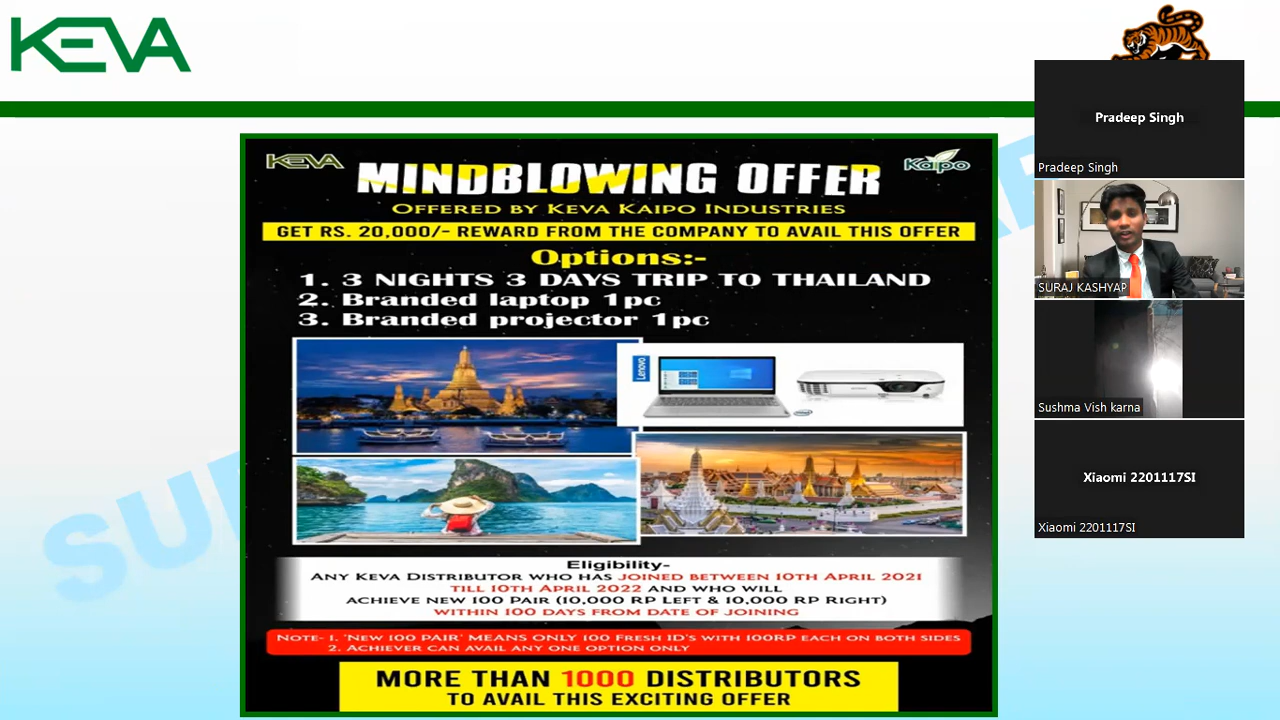 KEVA
KEVA
Kaipo
MINDBLOWING OFFER
OFFERED BY KEVA KAIPO INDUSTRIES
GET RS. 20,000/- REWARD FROM THE COMPANY TO AVAIL THIS OFFER
Options:-
1. 3 NIGHTS 3 DAYS TRIP TO THAILAND
2. Branded laptop 1pc
3. Branded projector 1pc
Lenovo
Eligibility-
ANY KEVA DISTRIBUTOR WHO HAS JOINED BETWEEN 10TH APRIL 2021
TILL 10TH APRIL 2022 AND WHO WILL
ACHIEVE NEW 100 PAIR (10,000 RP LEFT & 10,000 RP RIGHT)
WITHIN 100 DAYS FROM DATE OF JOINING
NOTE- 1. 'NEW 100 PAIR' MEANS ONLY 100 FRESH ID'S WITH 100RP EACH ON BOTH SIDES
2. ACHIEVER CAN AVAIL ANY ONE OPTION ONLY
MORE THAN 1000 DISTRIBUTORS
TO AVAIL THIS EXCITING OFFER
Pradeep Singh
Pradeep Singh
SURAJ KASHYAP
Sushma Vish karna
Xiaomi 2201117SI
Xiaomi 2201117SI